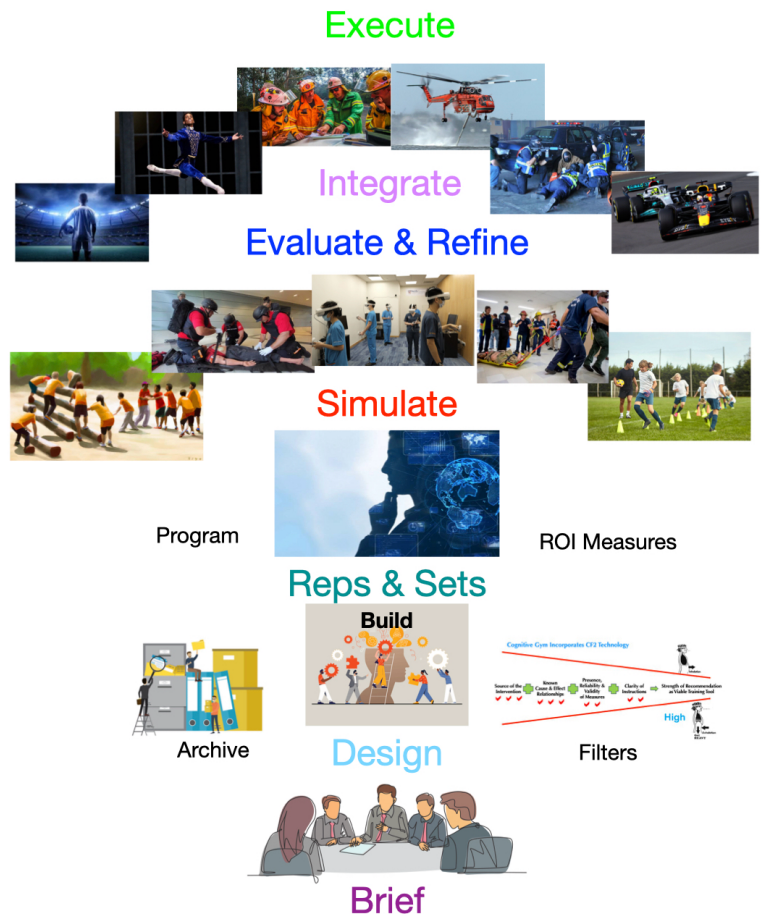 Execute
Integrate
Evaluate & Refine
Simulate
Program
ROI Measures
Reps & Sets
Build
Cognitive Gym Incorporates CF2 Technology
Source of the Intervention
Known Cause & Effect Relationships
Presence, Reliability & Validity of Measures
Clarity of Instructions
Strength of Recommendation as Viable Training Tool
High
Archive
Filters
Design
Brief